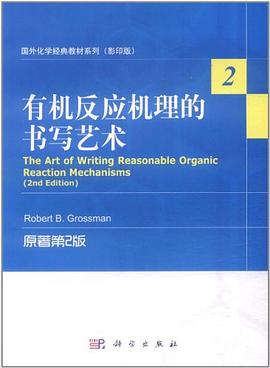 国外化学经典教材系列(影印版)
2
有机反应机理的
书写艺术
The Art of Writing Reasonable Organic
Reaction Mechanisms
(2nd Edition)
Robert B. Grossman
原著第2版
科学出版社